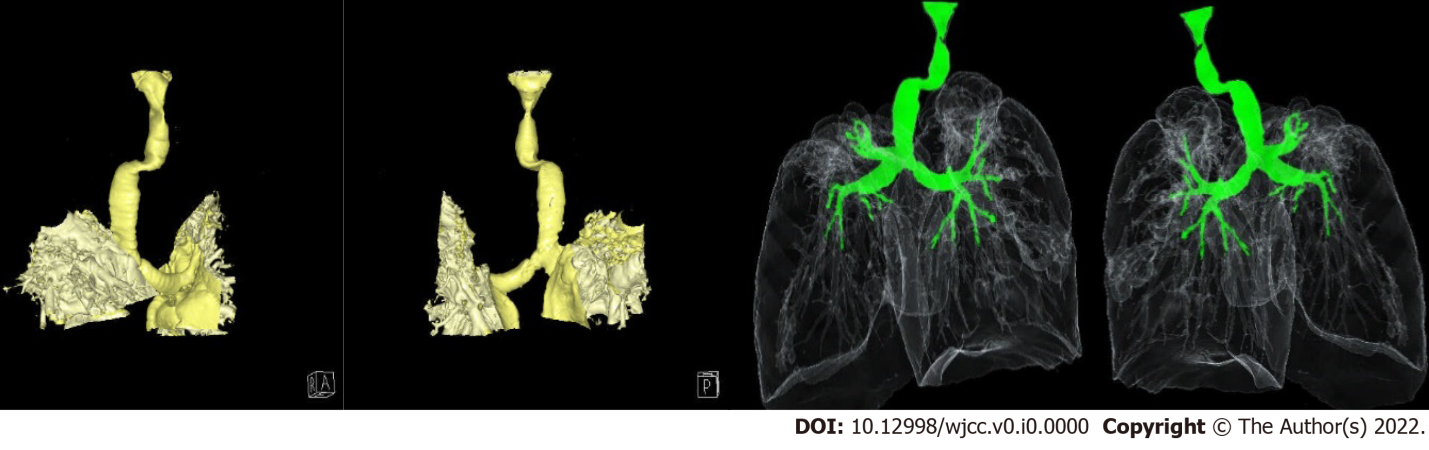 R A
P
DOI: 10.12998/wjcc.v0.i0.0000 Copyright © The Author(s) 2022.